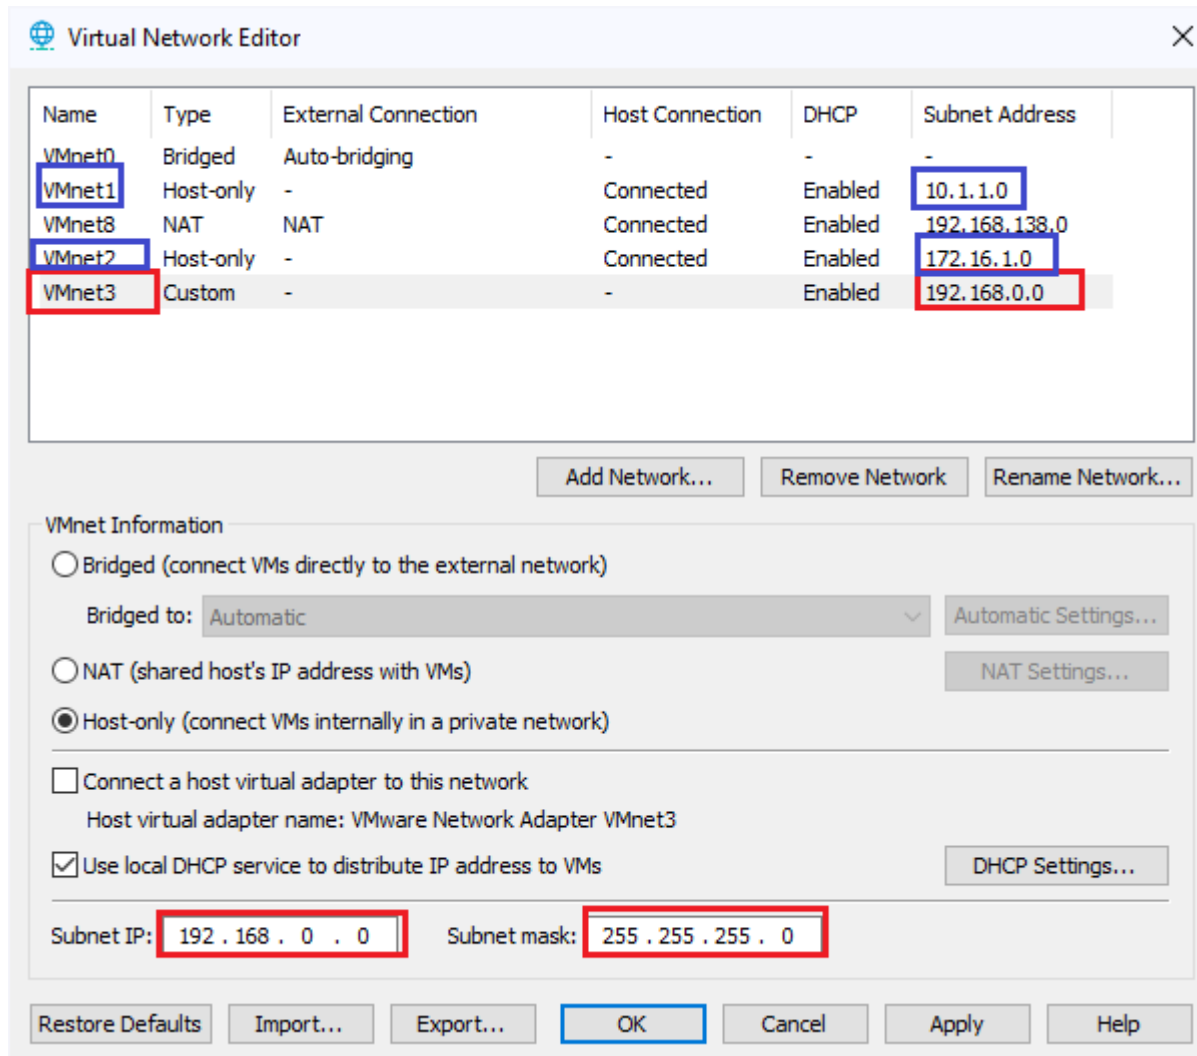 Virtual Network Editor
Name Type External Connection Host Connection DHCP Subnet Address
VMnet0 Bridged Auto-bridging - - -
VMnet1 Host-only - Connected Enabled 10.1.1.0
VMnet8 NAT NAT Connected Enabled 192.168.138.0
VMnet2 Host-only - Connected Enabled 172.16.1.0
VMnet3 Custom - - Enabled 192.168.0.0
Add Network... Remove Network Rename Network...
VMnet Information
Bridged (connect VMs directly to the external network)
Bridged to: Automatic Automatic Settings...
NAT (shared host's IP address with VMs) NAT Settings...
Host-only (connect VMs internally in a private network)
Connect a host virtual adapter to this network
Host virtual adapter name: VMware Network Adapter VMnet3
Use local DHCP service to distribute IP address to VMs DHCP Settings...
Subnet IP: 192 . 168 . 0 . 0 Subnet mask: 255 . 255 . 255 . 0
Restore Defaults Import... Export... OK Cancel Apply Help